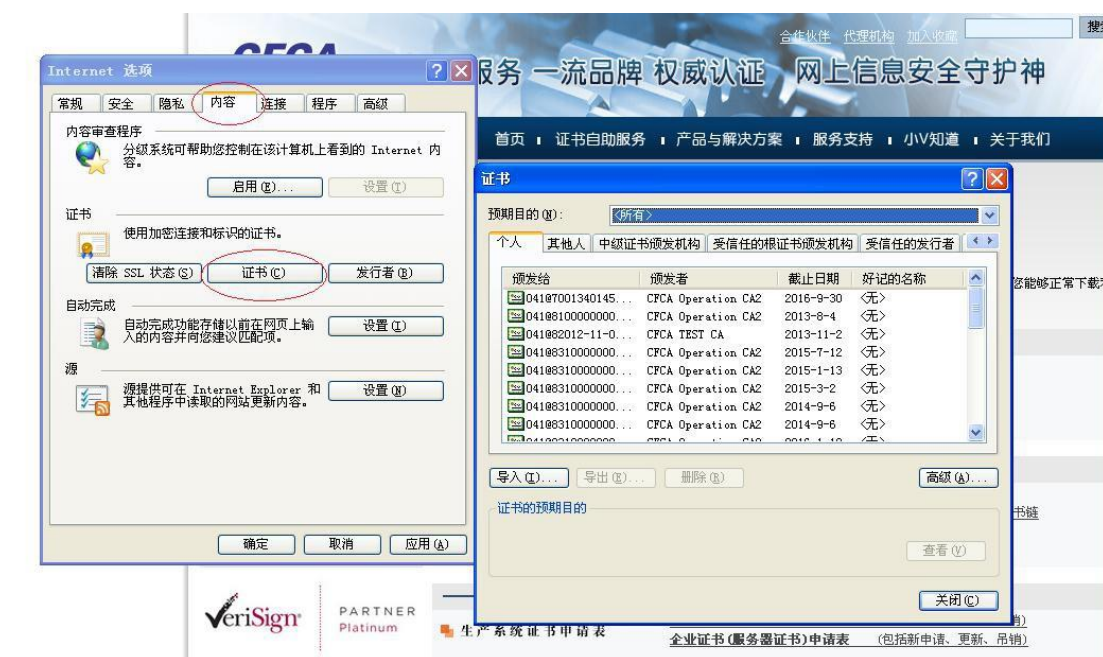 合作伙伴 代理机构 加入收藏
CFCA
服务 一流品牌 权威认证 网上信息安全守护神
首页 证书自助服务 产品与解决方案 服务支持 小V知道 关于我们
Internet 选项
常规 安全 隐私 内容 连接 程序 高级
内容审查程序
分级系统可帮助您控制在该计算机上看到的 Internet 内
容。
启用(E)... 设置(T)
证书
使用加密连接和标识的证书。
清除 SSL 状态(S) 证书(C) 发行者(B)
自动完成
自动完成功能存储以前在网页上输
入的内容并向您建议匹配项。
设置(I)
源
源提供可在 Internet Explorer 和
其他程序中读取的网站更新内容。
设置(N)
确定 取消 应用(A)
证书
预期目的(N): <所有>
个人 其他人 中级证书颁发机构 受信任的根证书颁发机构 受信任的发行者
颁发给 颁发者 截止日期 好记的名称
041@7001340145... CFCA Operation CA2 2016-9-30 <无>
041@8100000000... CFCA Operation CA2 2013-8-4 <无>
041@82012-11-0... CFCA TEST CA 2013-11-2 <无>
041@8310000000... CFCA Operation CA2 2015-7-12 <无>
041@8310000000... CFCA Operation CA2 2015-1-13 <无>
041@8310000000... CFCA Operation CA2 2015-3-2 <无>
041@8310000000... CFCA Operation CA2 2014-9-6 <无>
041@8310000000... CFCA Operation CA2 2014-9-6 <无>
导入(I)... 导出(E)... 删除(R) 高级(A)...
证书的预期目的
查看(V)
关闭(C)
您能够正常下载
书链
VeriSign
PARTNER
Platinum
生产系统证书申请表
企业证书(服务器证书)申请表 (包括新申请、更新、吊销)